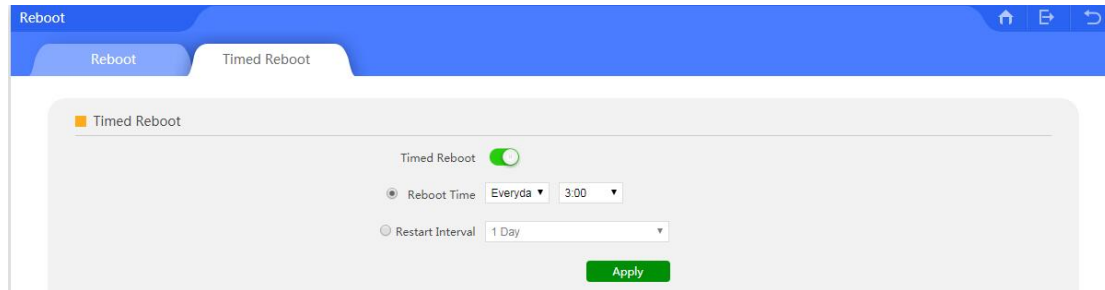 Reboot
Reboot Timed Reboot
Timed Reboot
Timed Reboot
Reboot Time Everyda 3:00
Restart Interval 1 Day
Apply